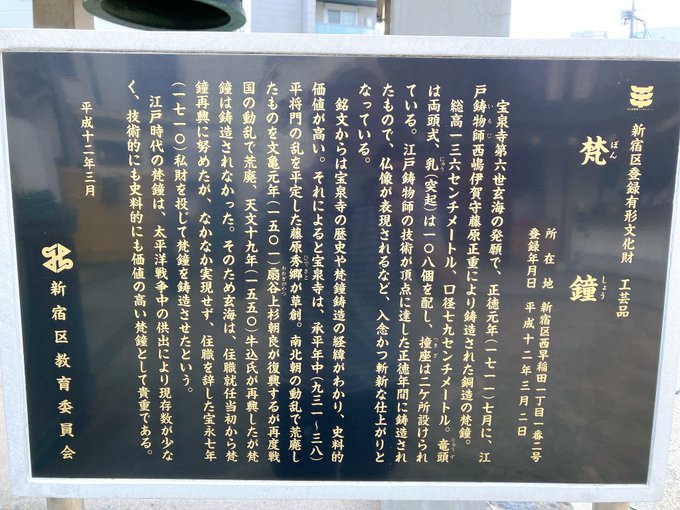 新宿区登録有形文化財　工芸品
ぼん　しょう
梵鐘
所在地　新宿区西早稲田一丁目一番二号
登録年月日　平成十二年三月二日
宝泉寺第六世玄海の発願で、正徳元年（一七一一）七月に、江
戸鋳物師西嶋伊賀守藤原正重により鋳造された銅造の梵鐘。
総高一三六センチメートル、口径七九センチメートル。竜頭
は両頭式、乳（突起）は一〇八個を配し、撞座は二ケ所設けられ
ている。江戸鋳物師の技術が頂点に達した正徳年間に鋳造され
たもので、仏像が表現されるなど、入念かつ斬新な仕上がりと
なっている。
銘文からは宝泉寺の歴史や梵鐘鋳造の経緯がわかり、史料的
価値が高い。それによると宝泉寺は、承平年中（九三一～三八）
平将門の乱を平定した藤原秀郷が草創。南北朝の動乱で荒廃し
たものを文亀元年（一五〇一）扇谷上杉朝良が復興するが再度戦
国の動乱で荒廃、天文十九年（一五五〇）牛込氏が再興したが梵
鐘は鋳造されなかった。そのため玄海は、住職就任当初から梵
鐘再興に努めたが、なかなか実現せず、住職を辞した宝永七年
（一七一〇）私財を投じて梵鐘を鋳造させたという。
江戸時代の梵鐘は、太平洋戦争中の供出により現存数が少な
く、技術的にも史料的にも価値の高い梵鐘として貴重である。
平成十二年三月
新宿区教育委員会